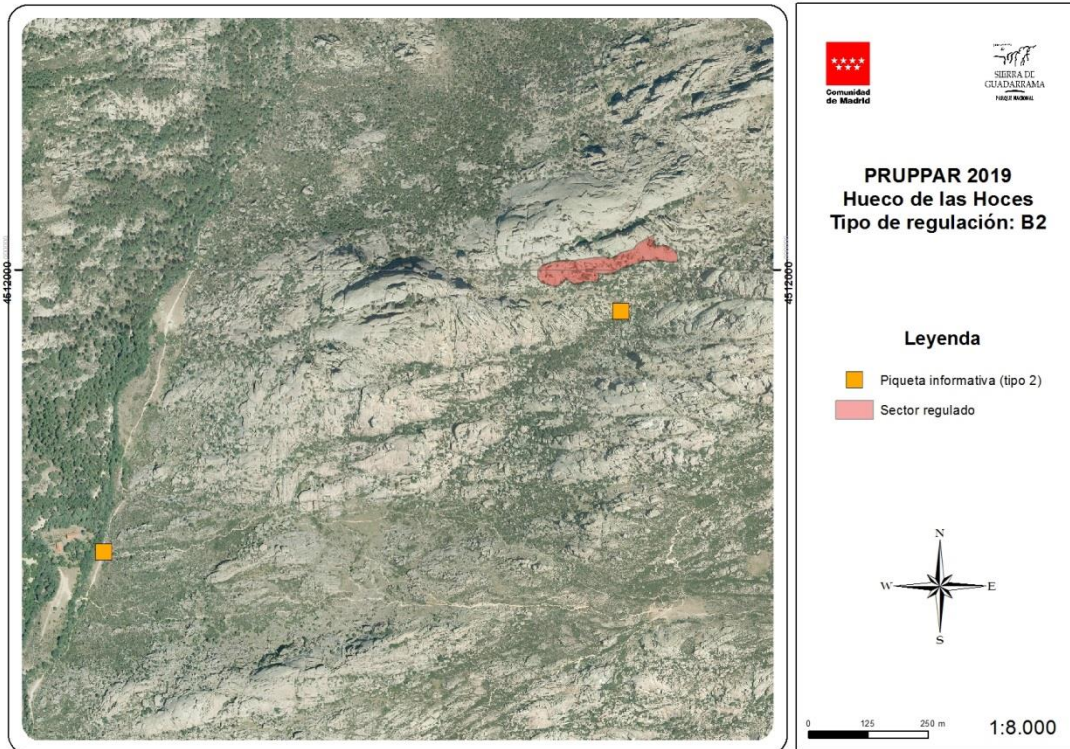 4512000
4512000
Comunidad
de Madrid
SIERRA DE
GUADARRAMA
PARQUE NACIONAL
PRUPPAR 2019
Hueco de las Hoces
Tipo de regulación: B2
Leyenda
Piqueta informativa (tipo 2)
Sector regulado
N
W
E
S
0
125
250 m
1:8.000